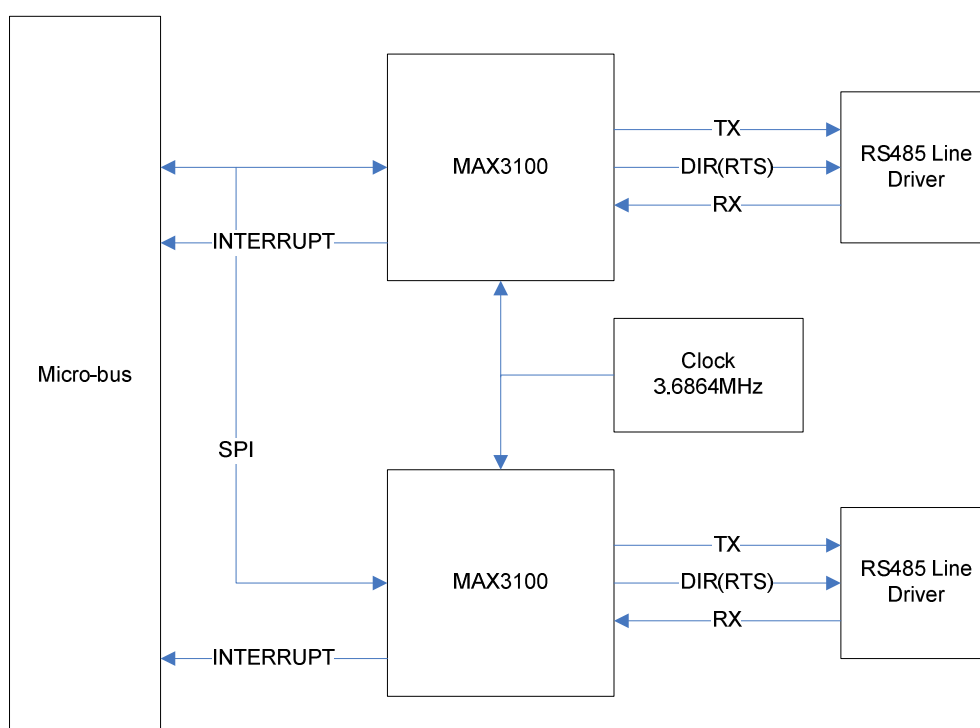 MAX3100
TX
DIR(RTS)
RX
RS485 Line
Driver
INTERRUPT
Micro-bus
Clock
3.6864MHz
SPI
MAX3100
TX
DIR(RTS)
RX
RS485 Line
Driver
INTERRUPT